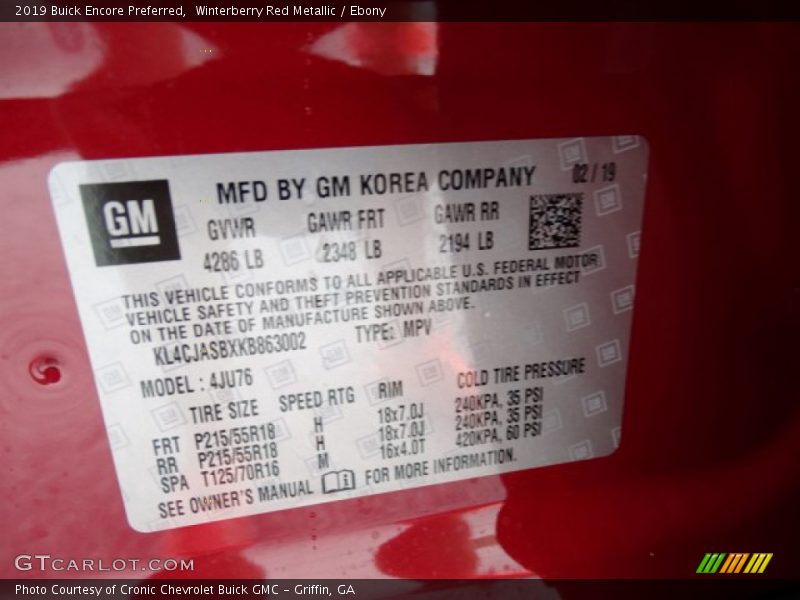 2019 Buick Encore Preferred,  Winterberry Red Metallic / Ebony
GM
MFD BY GM KOREA COMPANY 02 / 19
GVWR GAWR FRT GAWR RR
4286 LB 2348 LB 2194 LB
THIS VEHICLE CONFORMS TO ALL APPLICABLE U.S. FEDERAL MOTOR
VEHICLE SAFETY AND THEFT PREVENTION STANDARDS IN EFFECT
ON THE DATE OF MANUFACTURE SHOWN ABOVE.
KL4CJASBXKB863002 TYPE: MPV
MODEL : 4JU76
TIRE SIZE SPEED RTG RIM COLD TIRE PRESSURE
FRT P215/55R18 H 18x7.0J 240KPA, 35 PSI
RR P215/55R18 H 18x7.0J 240KPA, 35 PSI
SPA T125/70R16 M 16x4.0T 420KPA, 60 PSI
SEE OWNER'S MANUAL FOR MORE INFORMATION.
GTCARLOT.COM
Photo Courtesy of Cronic Chevrolet Buick GMC – Griffin, GA